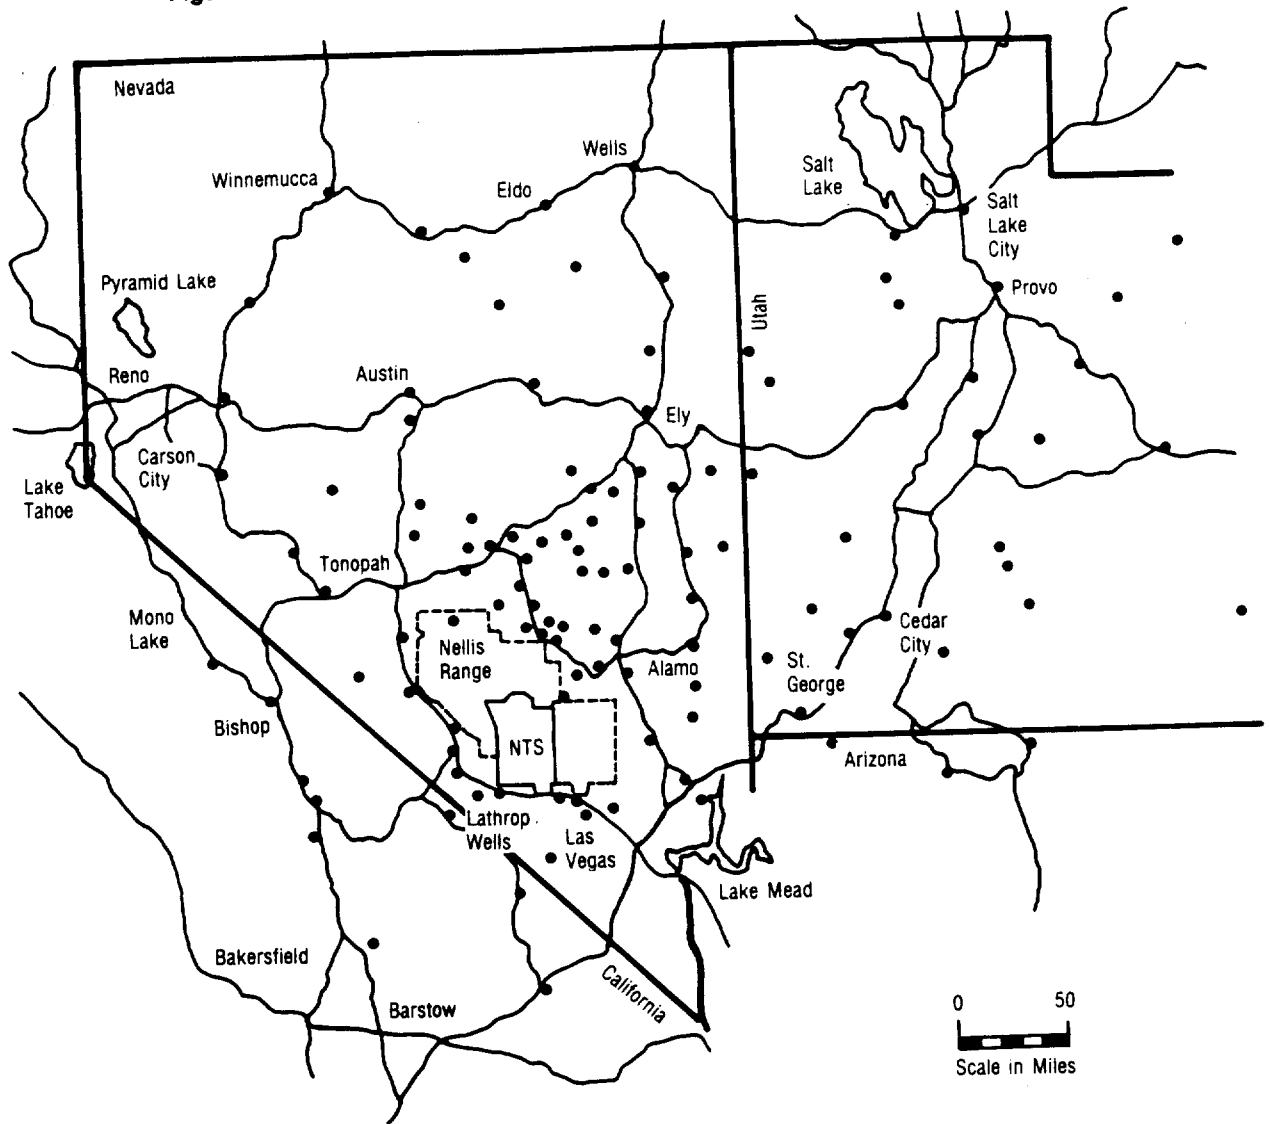 Nevada
Wells
Winnemucca
Eldo
Salt
Lake
Salt
Lake
City
Pyramid Lake
Provo
Utah
Reno
Austin
Ely
Carson
City
Lake
Tahoe
Tonopah
Mono
Lake
Nellis
Range
Alamo
Cedar
City
St.
George
Bishop
NTS
Arizona
Lathrop
Wells
Las
Vegas
Lake Mead
Bakersfield
California
Barstow
0 50
Scale in Miles